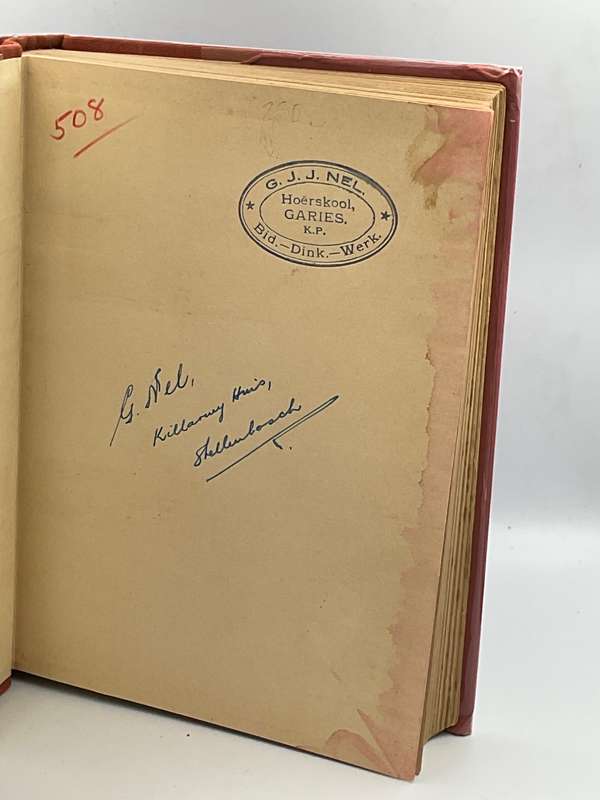 508
G. J. J. NEL.
Hoërskool,
GARIES.
K.P.
Bid.—Dink.—Werk.
G. Nel,
Killarney Huis,
Stellenbosch